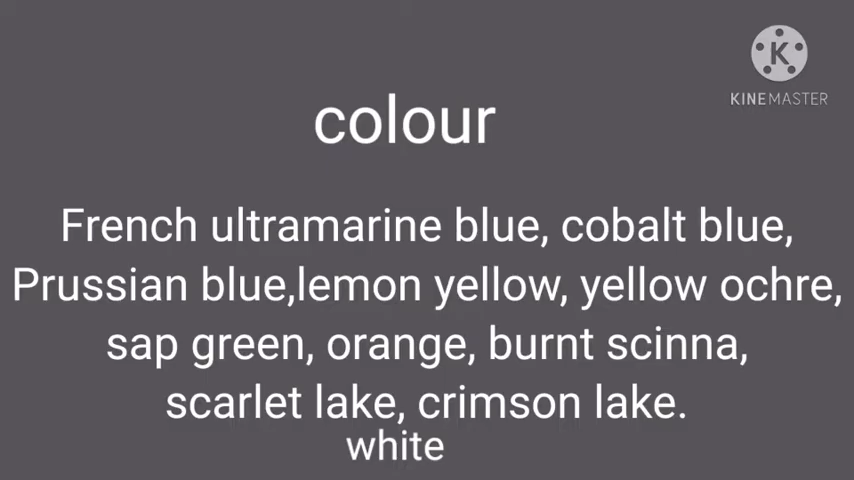 K
KINEMASTER
colour
French ultramarine blue, cobalt blue,
Prussian blue,lemon yellow, yellow ochre,
sap green, orange, burnt scinna,
scarlet lake, crimson lake.
white